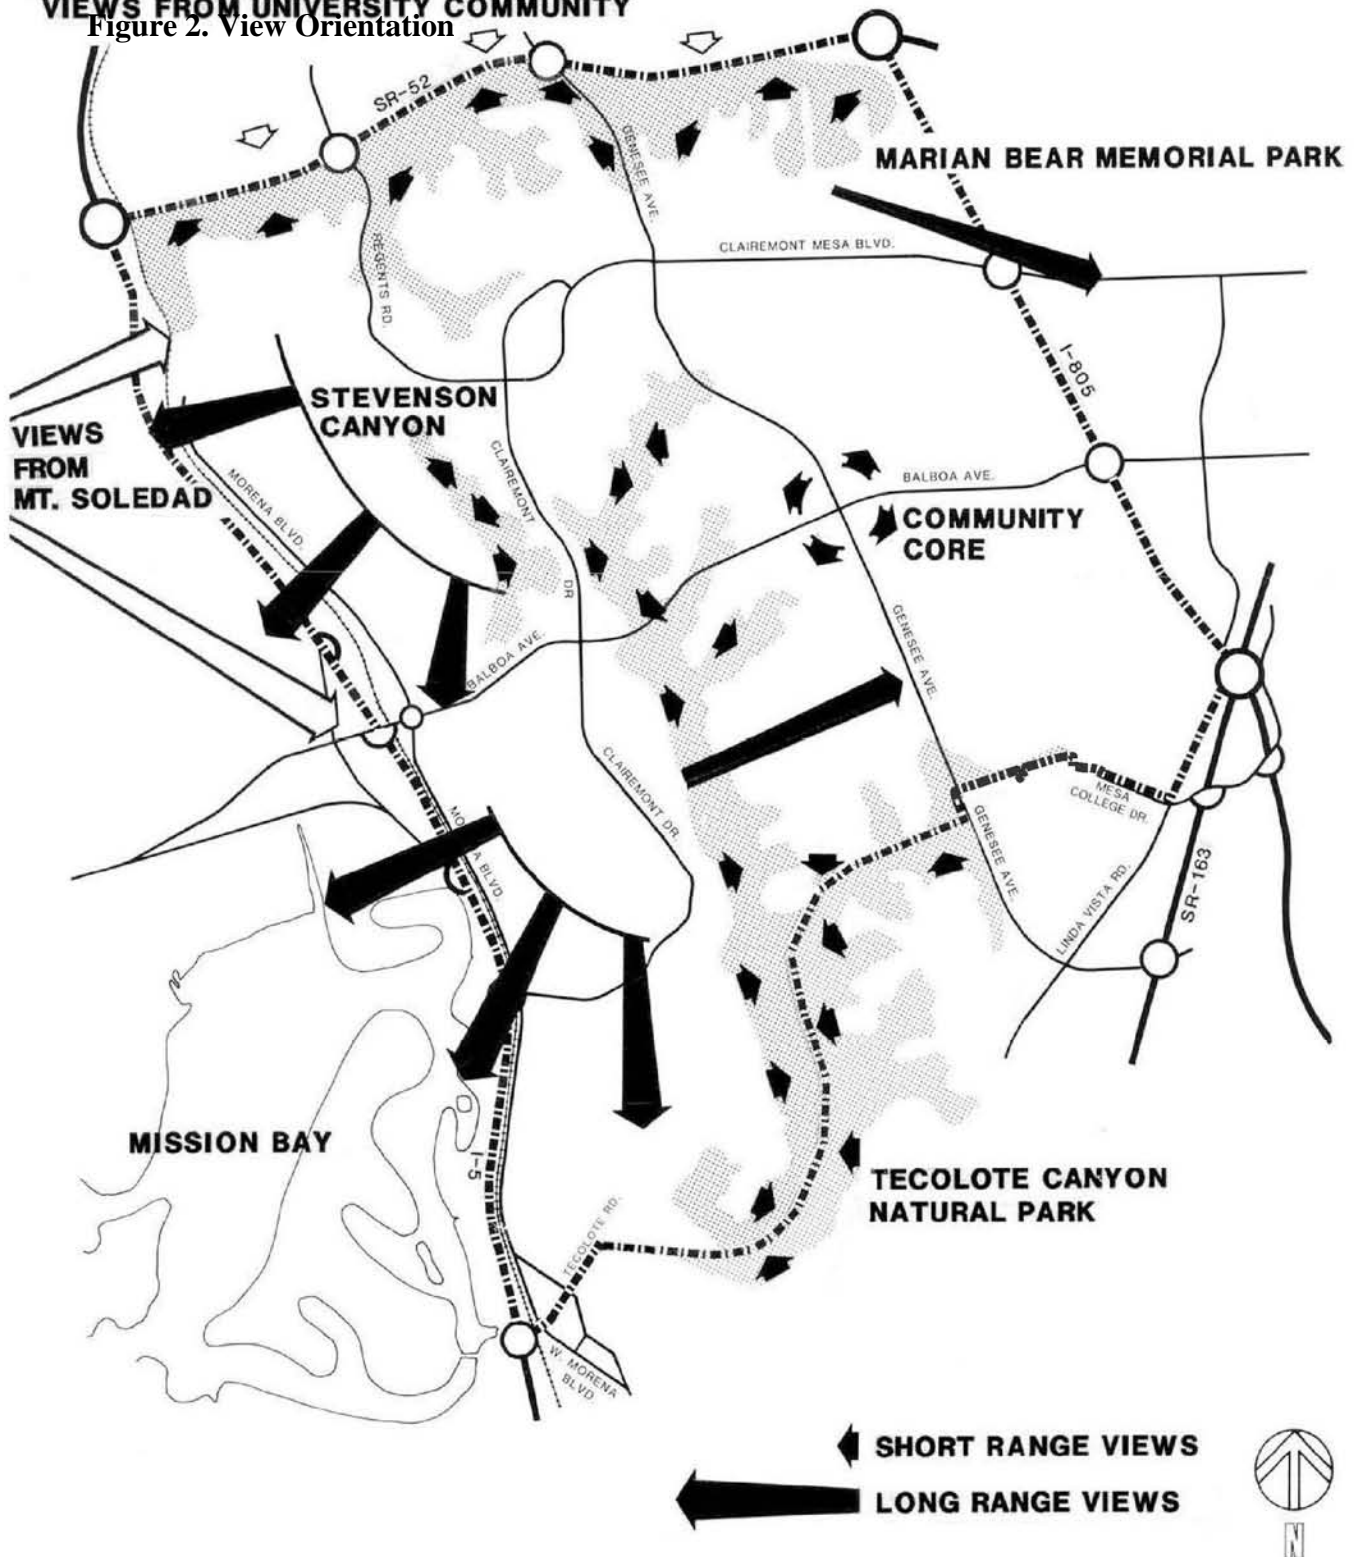 VIEWS FROM UNIVERSITY COMMUNITY
Figure 2. View Orientation
SR-52
GENESEE AVE.
MARIAN BEAR MEMORIAL PARK
CLAIREMONT MESA BLVD.
REGENTS RD.
I-805
STEVENSON
CANYON
VIEWS
FROM
MT. SOLEDAD
MORENA BLVD.
CLAIREMONT
DR
BALBOA AVE.
COMMUNITY
CORE
BALBOA AVE.
GENESEE AVE.
CLAIREMONT DR.
MESA
COLLEGE DR.
GENESEE AVE.
LINDA VISTA RD.
SR-163
BLVD.
MISSION BAY
I-5
TECOLOTE CANYON
NATURAL PARK
TECOLOTE RD.
W. MORENA
BLVD.
SHORT RANGE VIEWS
LONG RANGE VIEWS
N